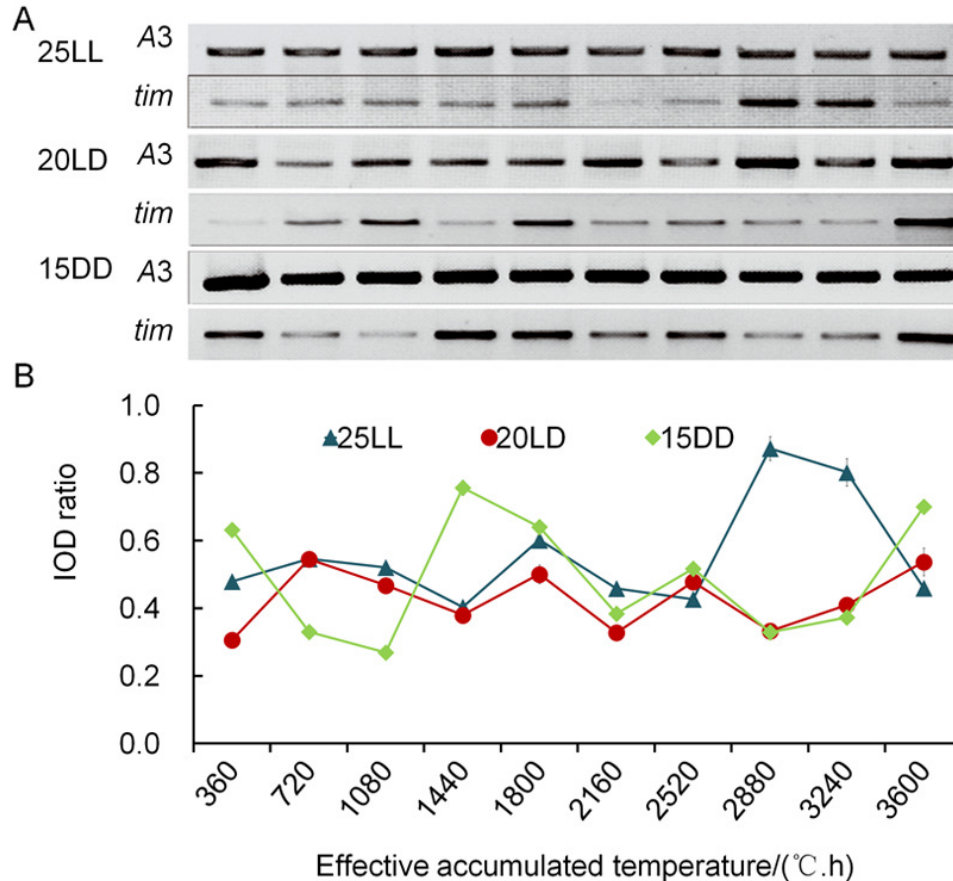 A
25LL A3
tim
20LD A3
tim
15DD A3
tim
B
1.0
25LL 20LD 15DD
0.8
0.6
0.4
0.2
0.0
IOD ratio
360 720 1080 1440 1800 2160 2520 2880 3240 3600
Effective accumulated temperature/(℃.h)